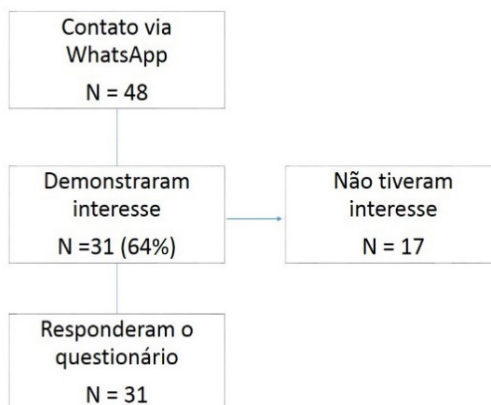 Contato via
WhatsApp
N = 48
Demonstraram
interesse
N =31 (64%)
Não tiveram
interesse
N = 17
Responderam o
questionário
N = 31